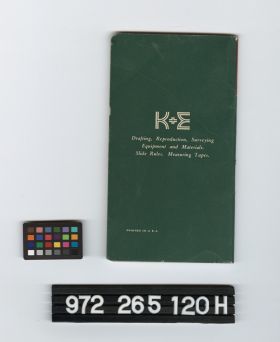 K+E
Drafting, Reproduction, Surveying
Equipment and Materials.
Slide Rules. Measuring Tapes.
PRINTED IN U.S.A.
972 265 120H